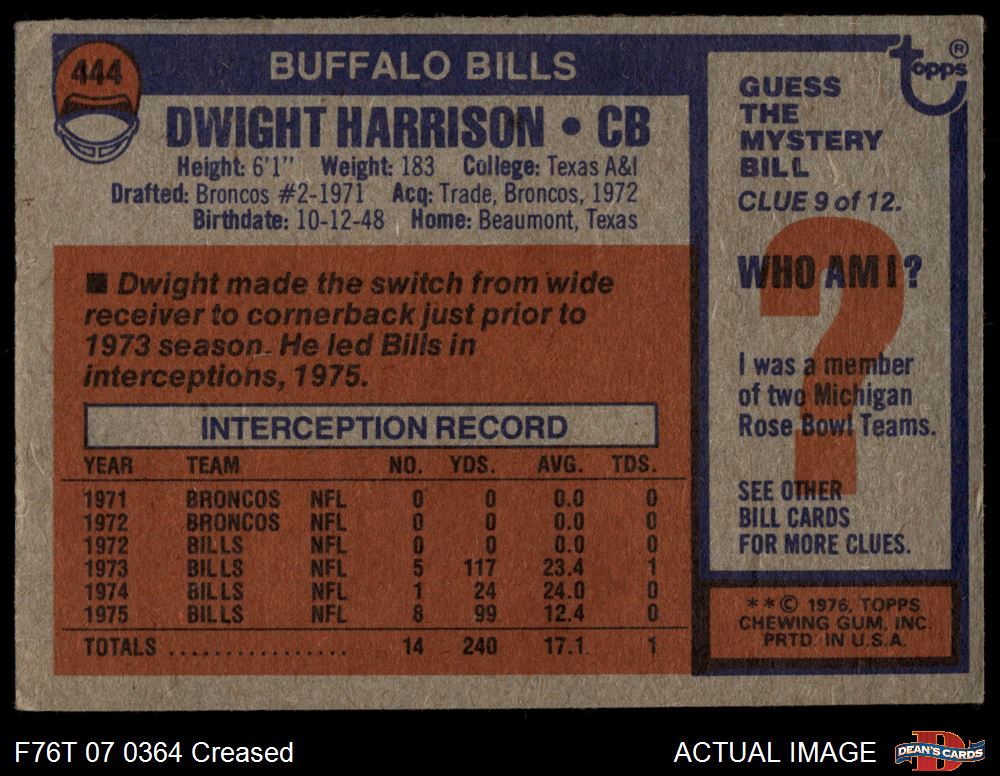 444
BUFFALO BILLS
DWIGHT HARRISON • CB
Height: 6'1'' Weight: 183 College: Texas A&I
Drafted: Broncos #2-1971 Acq: Trade, Broncos, 1972
Birthdate: 10-12-48 Home: Beaumont, Texas
■ Dwight made the switch from wide
receiver to cornerback just prior to
1973 season. He led Bills in
interceptions, 1975.
INTERCEPTION RECORD
YEAR TEAM NO. YDS. AVG. TDS.
1971 BRONCOS NFL 0 0 0.0 0
1972 BRONCOS NFL 0 0 0.0 0
1972 BILLS NFL 0 0 0.0 0
1973 BILLS NFL 5 117 23.4 1
1974 BILLS NFL 1 24 24.0 0
1975 BILLS NFL 8 99 12.4 0
TOTALS ................ 14 240 17.1 1
topps ®
GUESS
THE
MYSTERY
BILL
CLUE 9 of 12.
WHO AM I ?
?
I was a member
of two Michigan
Rose Bowl Teams.
SEE OTHER
BILL CARDS
FOR MORE CLUES.
* * © 1976, TOPPS
CHEWING GUM, INC.
PRTD. IN U.S.A.
F76T 07 0364 Creased
ACTUAL IMAGE
D
DEAN'S CARDS